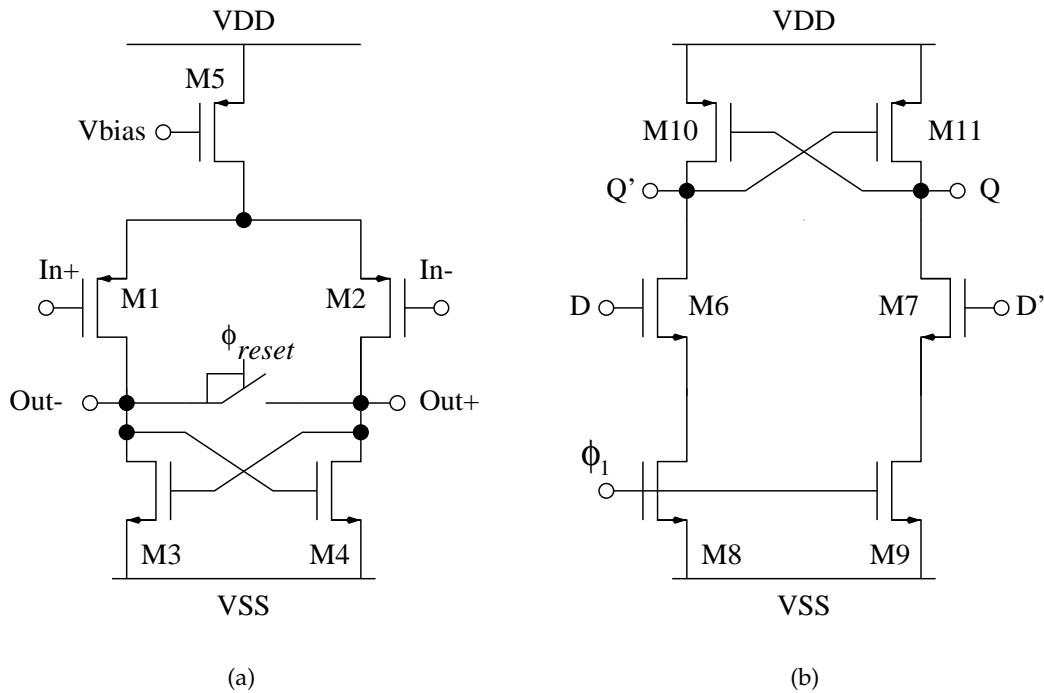 VDD
M5
Vbias
In+
M1
M2
In-
ϕreset
Out-
Out+
M3
M4
VSS
(a)
VDD
M10
M11
Q'
Q
D
M6
M7
D'
ϕ1
M8
M9
VSS
(b)